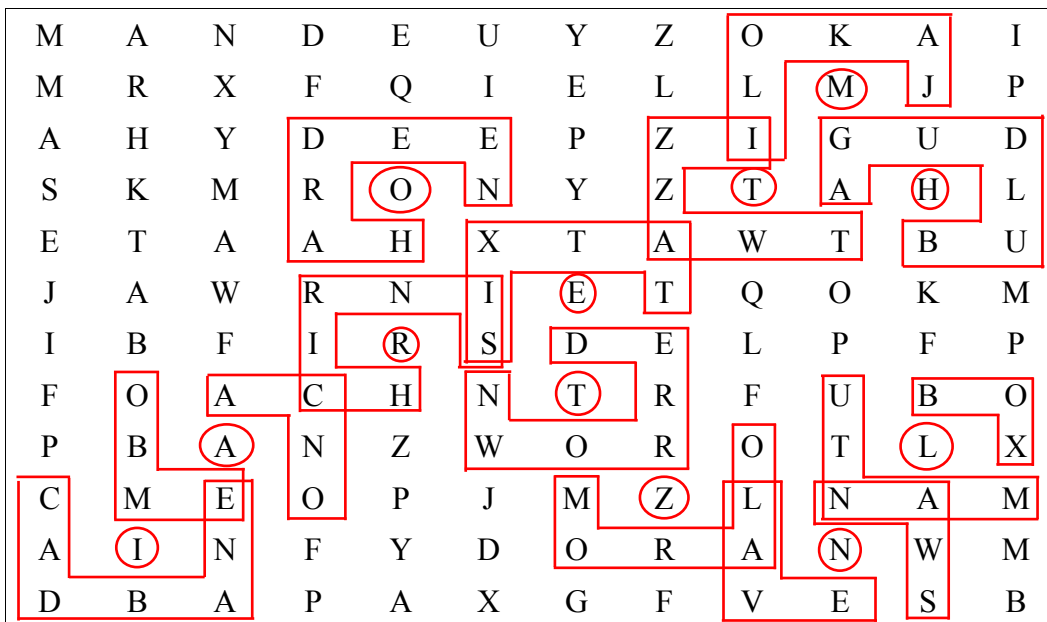 M A N D E U Y Z O K A I
M R X F Q I E L L M J P
A H Y D E E P Z I G U D
S K M R O N Y Z T A H L
E T A A H X T A W T B U
J A W R N I E T Q O K M
I B F I R S D E L P F P
F O A C H N T R F U B O
P B A N Z W O R O T L X
C M E O P J M Z L N A M
A I N F Y D O R A N W M
D B A P A X G F V E S B